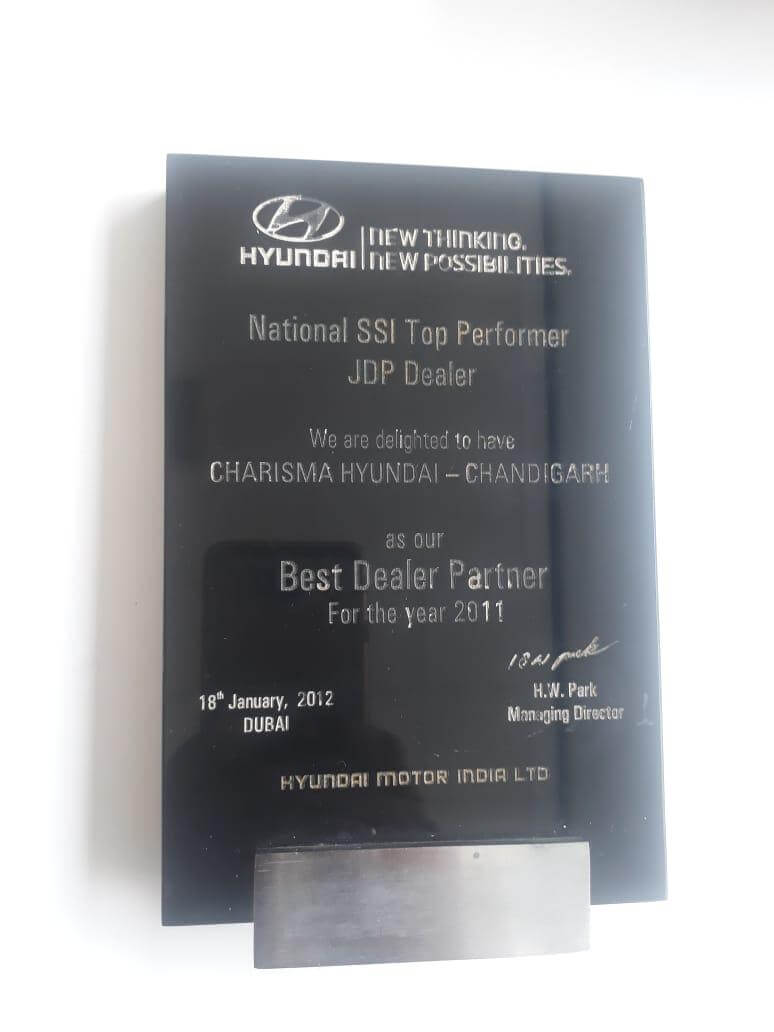 HYUNDAI
NEW THINKING.
NEW POSSIBILITIES.
National SSI Top Performer
JDP Dealer
We are delighted to have
CHARISMA HYUNDAI – CHANDIGARH
as our
Best Dealer Partner
For the year 2011
18th January, 2012
DUBAI
H.W. Park
Managing Director
HYUNDAI MOTOR INDIA LTD